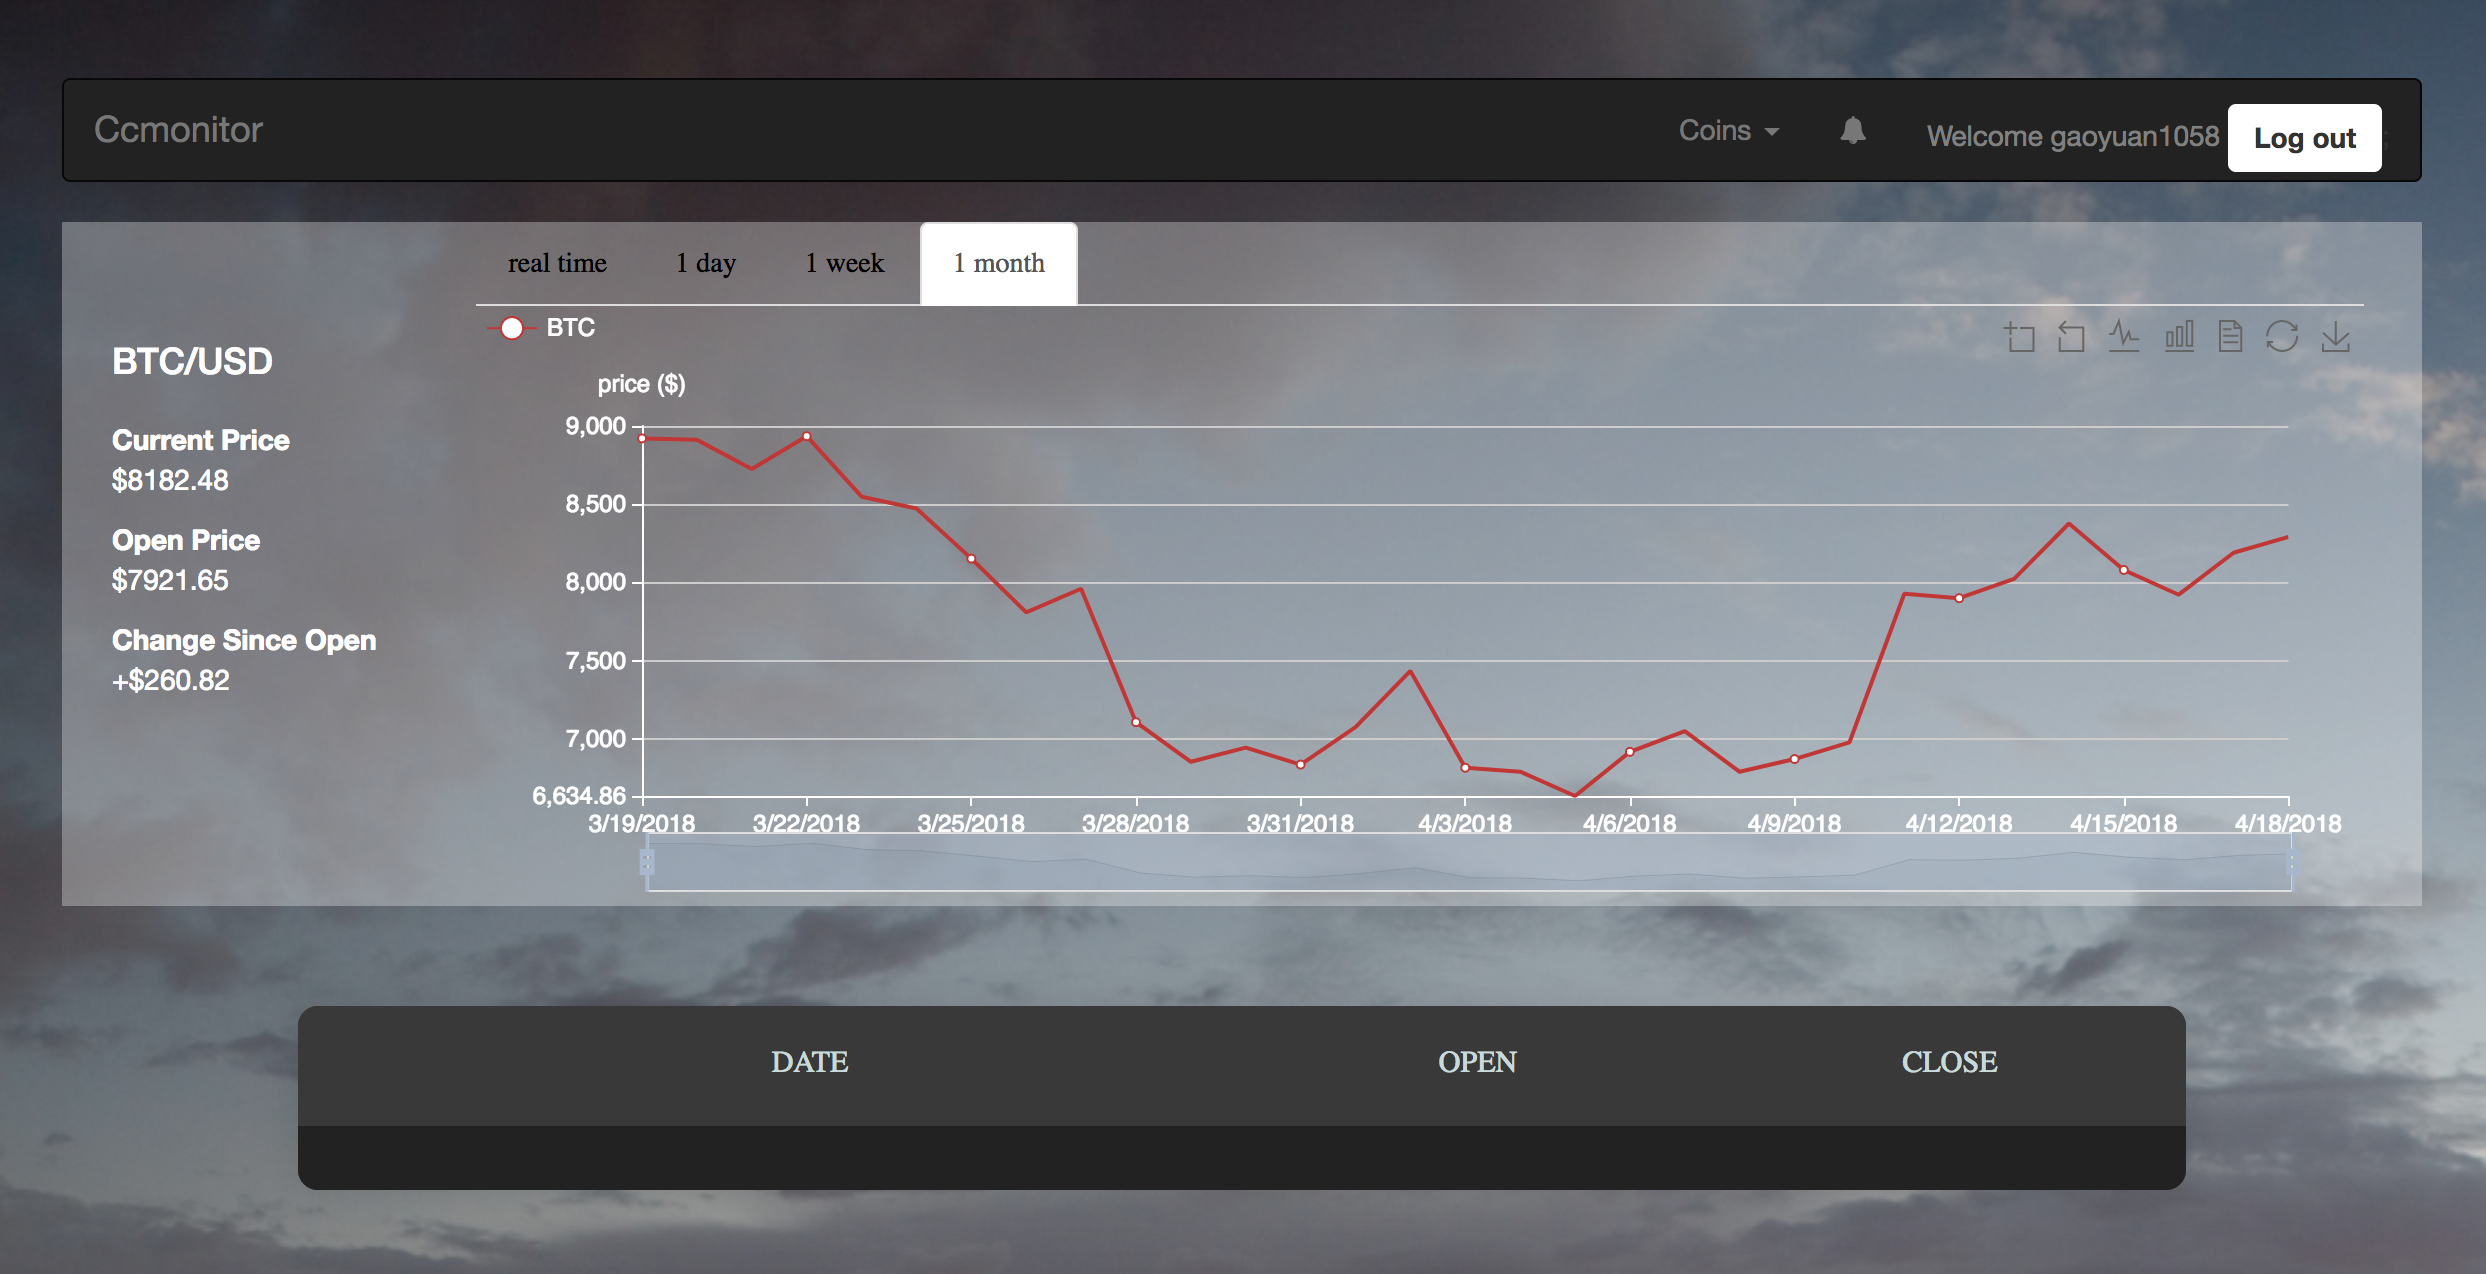 Ccmonitor
Coins
Welcome gaoyuan1058
Log out
real time
1 day
1 week
1 month
BTC
BTC/USD
Current Price
$8182.48
Open Price
$7921.65
Change Since Open
+$260.82
price ($)
9,000
8,500
8,000
7,500
7,000
6,634.86
3/19/2018
3/22/2018
3/25/2018
3/28/2018
3/31/2018
4/3/2018
4/6/2018
4/9/2018
4/12/2018
4/15/2018
4/18/2018
DATE
OPEN
CLOSE